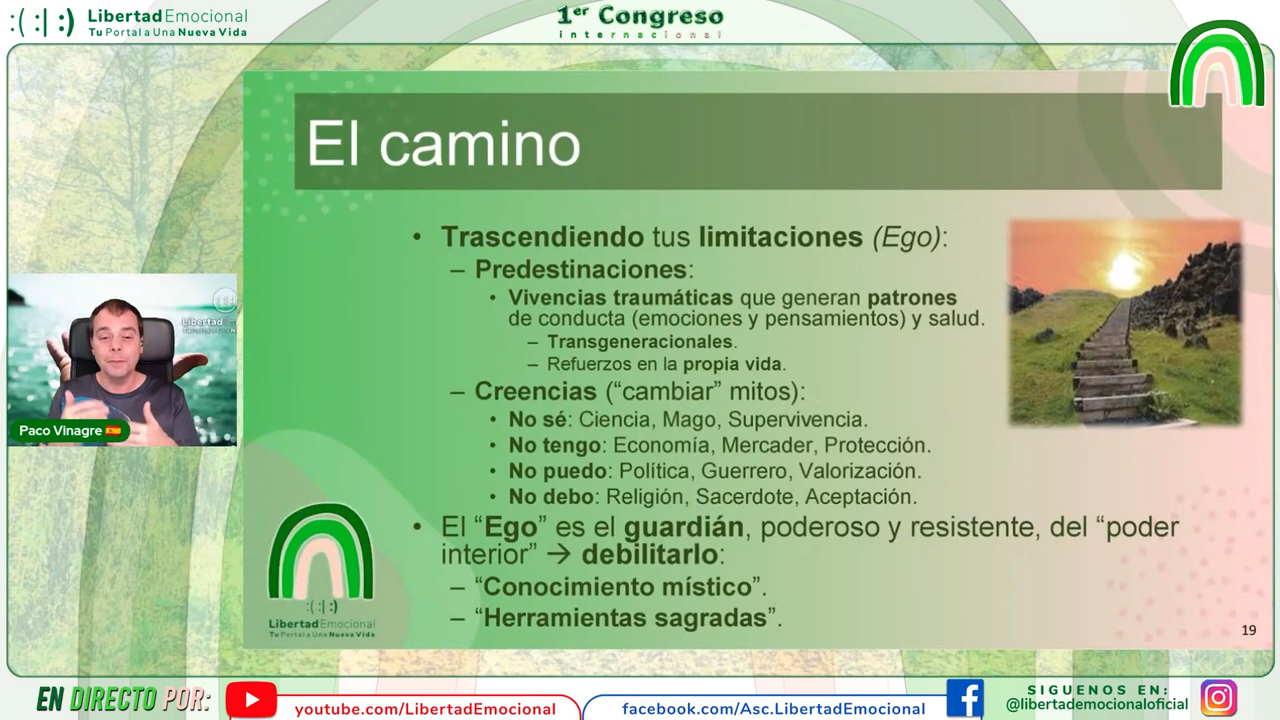 :( :|: :) LibertadEmocional
Tu Portal a Una Nueva Vida
1er Congreso
internacional
El camino
• Trascendiendo tus limitaciones (Ego):
– Predestinaciones:
• Vivencias traumáticas que generan patrones
de conducta (emociones y pensamientos) y salud.
– Transgeneracionales.
– Refuerzos en la propia vida.
– Creencias (“cambiar” mitos):
• No sé: Ciencia, Mago, Supervivencia.
• No tengo: Economía, Mercader, Protección.
• No puedo: Política, Guerrero, Valorización.
• No debo: Religión, Sacerdote, Aceptación.
• El “Ego” es el guardián, poderoso y resistente, del “poder
interior” → debilitarlo:
– “Conocimiento místico”.
– “Herramientas sagradas”.
Libertad
Paco Vinagre
:( :|: :)
LibertadEmocional
Tu Portal a Una Nueva Vida
19
EN DIRECTO POR:
youtube.com/LibertadEmocional
facebook.com/Asc.LibertadEmocional
SIGUENOS EN:
@libertademocionaloficial